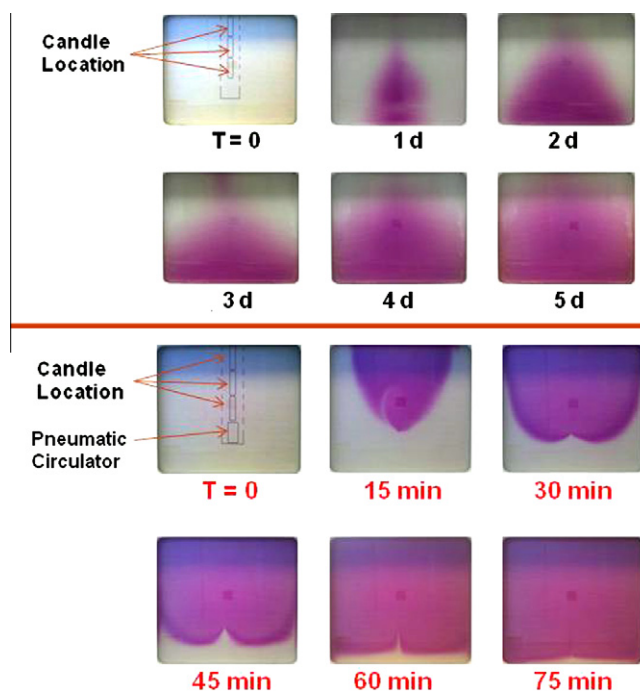 Candle
Location
T = 0
1 d
2 d
3 d
4 d
5 d
Candle
Location
Pneumatic
Circulator
T = 0
15 min
30 min
45 min
60 min
75 min